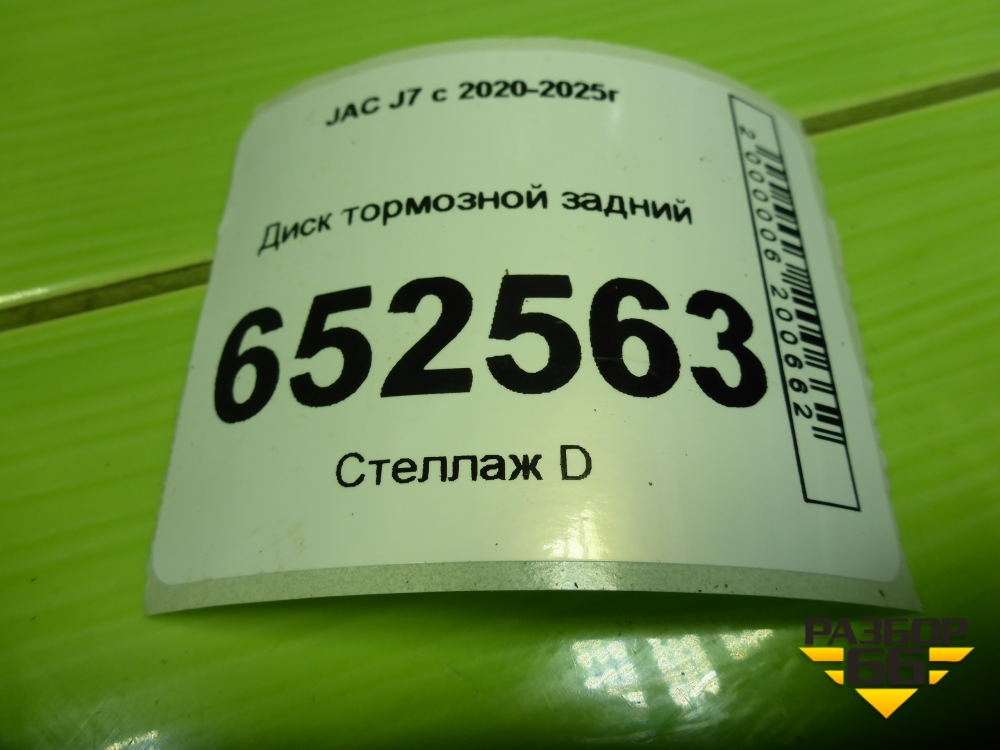 JAC J7 с 2020-2025г
Диск тормозной задний
652563
Стеллаж D
2000006200662
РАЗБОР
66